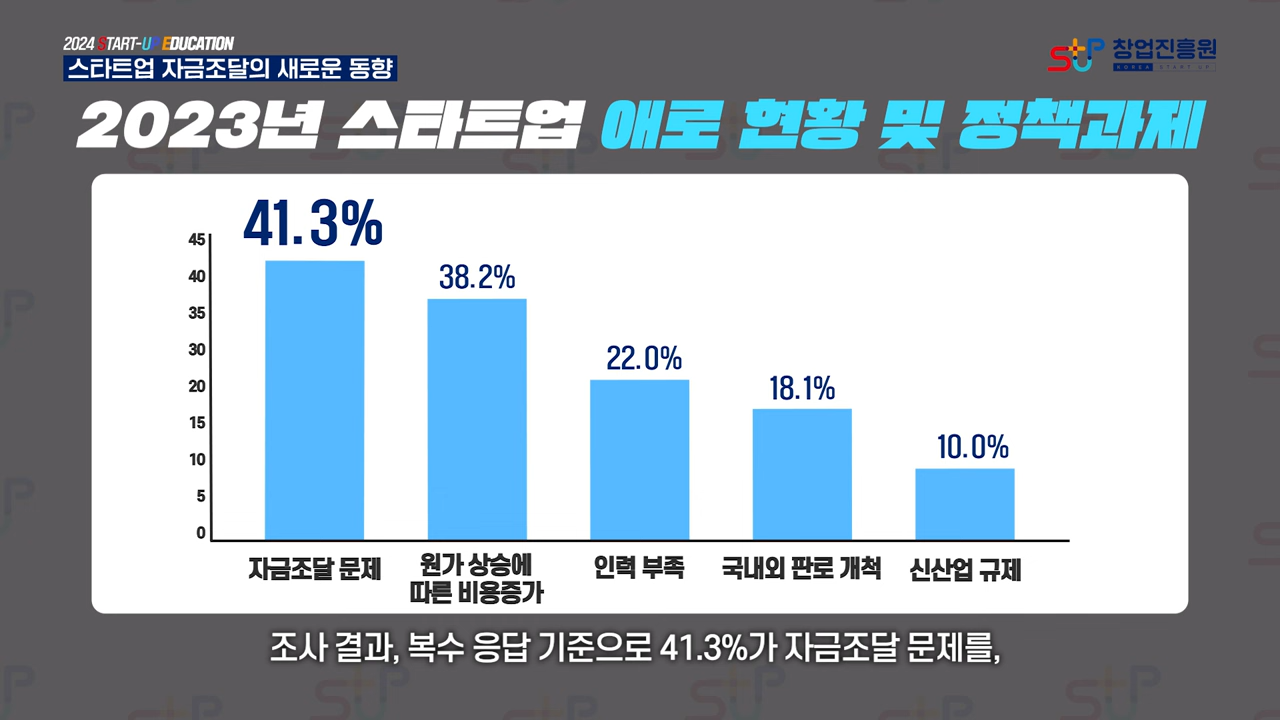 2024 START-UP EDUCATION
스타트업 자금조달의 새로운 동향
STUP 창업진흥원
KOREA START UP
2023년 스타트업 애로 현황 및 정책과제
45
40
35
30
20
15
10
5
0
41.3%
38.2%
22.0%
18.1%
10.0%
자금조달 문제
원가 상승에
따른 비용증가
인력 부족
국내외 판로 개척
신산업 규제
조사 결과, 복수 응답 기준으로 41.3%가 자금조달 문제를,